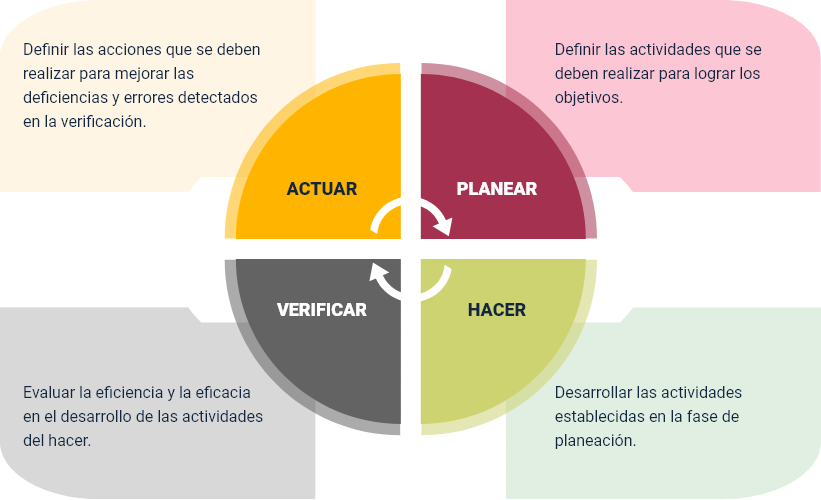 Definir las acciones que se deben
realizar para mejorar las
deficiencias y errores detectados
en la verificación.
Definir las actividades que se
deben realizar para lograr los
objetivos.
ACTUAR
PLANEAR
VERIFICAR
HACER
Evaluar la eficiencia y la eficacia
en el desarrollo de las actividades
del hacer.
Desarrollar las actividades
establecidas en la fase de
planeación.